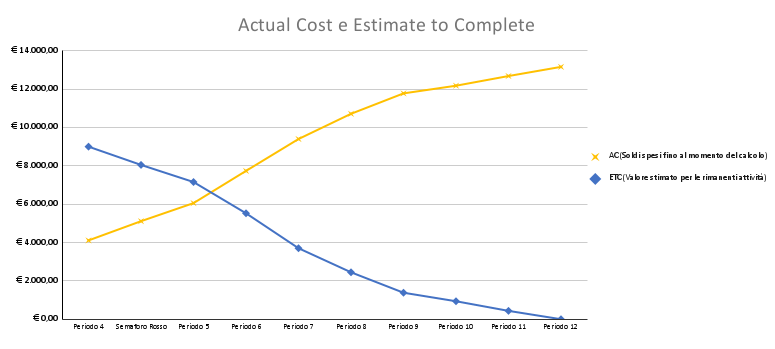 Actual Cost e Estimate to Complete
€ 14.000,00
€ 12.000,00
€ 10.000,00
€ 8.000,00
€ 6.000,00
€ 4.000,00
€ 2.000,00
€ 0,00
Periodo 4 Semaforo Rosso Periodo 5 Periodo 6 Periodo 7 Periodo 8 Periodo 9 Periodo 10 Periodo 11 Periodo 12
AC(Soldi spesi fino al momento del calcolo)
ETC(Valore stimato per le rimanenti attività)